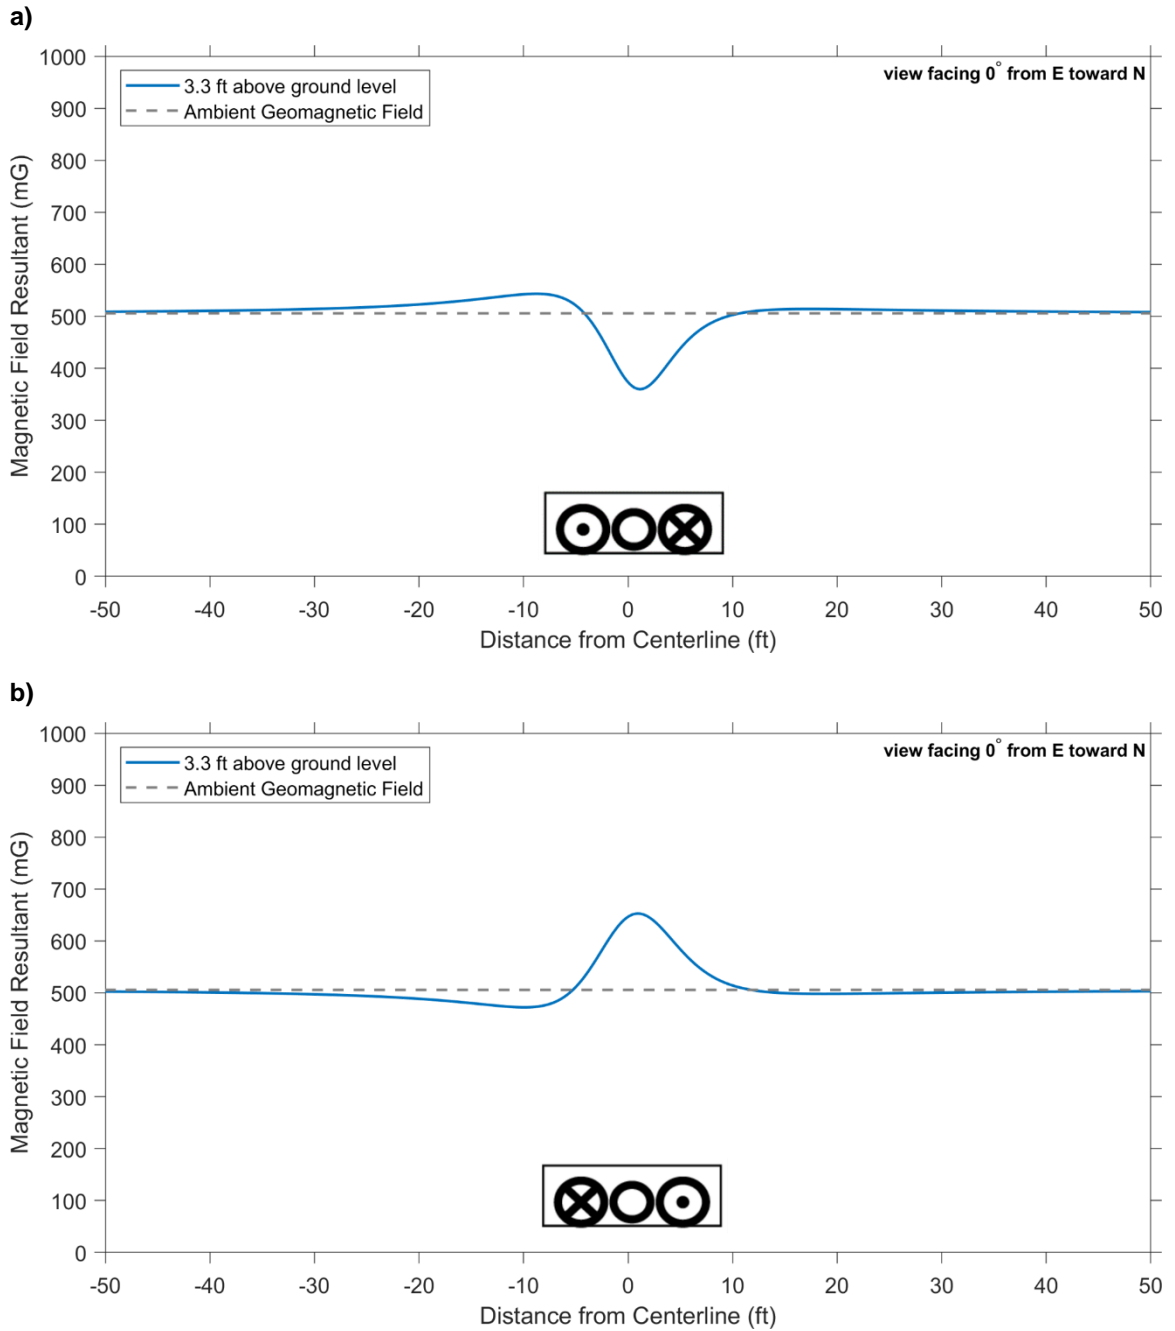 a)
1000
900
800
700
600
500
400
300
200
100
0
Magnetic Field Resultant (mG)
3.3 ft above ground level
Ambient Geomagnetic Field
view facing 0° from E toward N
-50 -40 -30 -20 -10 0 10 20 30 40 50
Distance from Centerline (ft)
b)
1000
900
800
700
600
500
400
300
200
100
0
Magnetic Field Resultant (mG)
3.3 ft above ground level
Ambient Geomagnetic Field
view facing 0° from E toward N
-50 -40 -30 -20 -10 0 10 20 30 40 50
Distance from Centerline (ft)